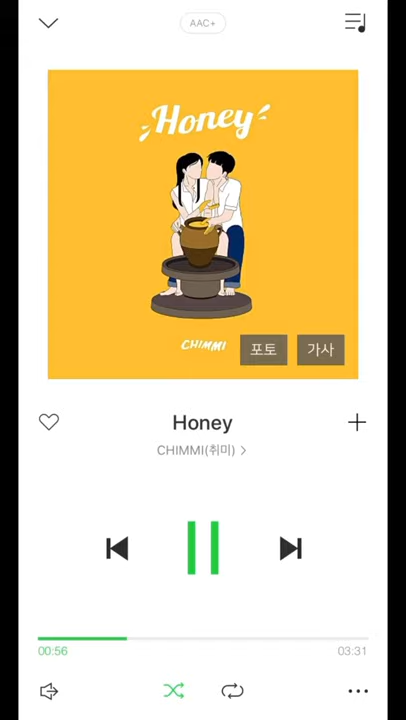 AAC+
Honey
CHIMMI
포토
가사
Honey
CHIMMI(취미)
00:56
03:31